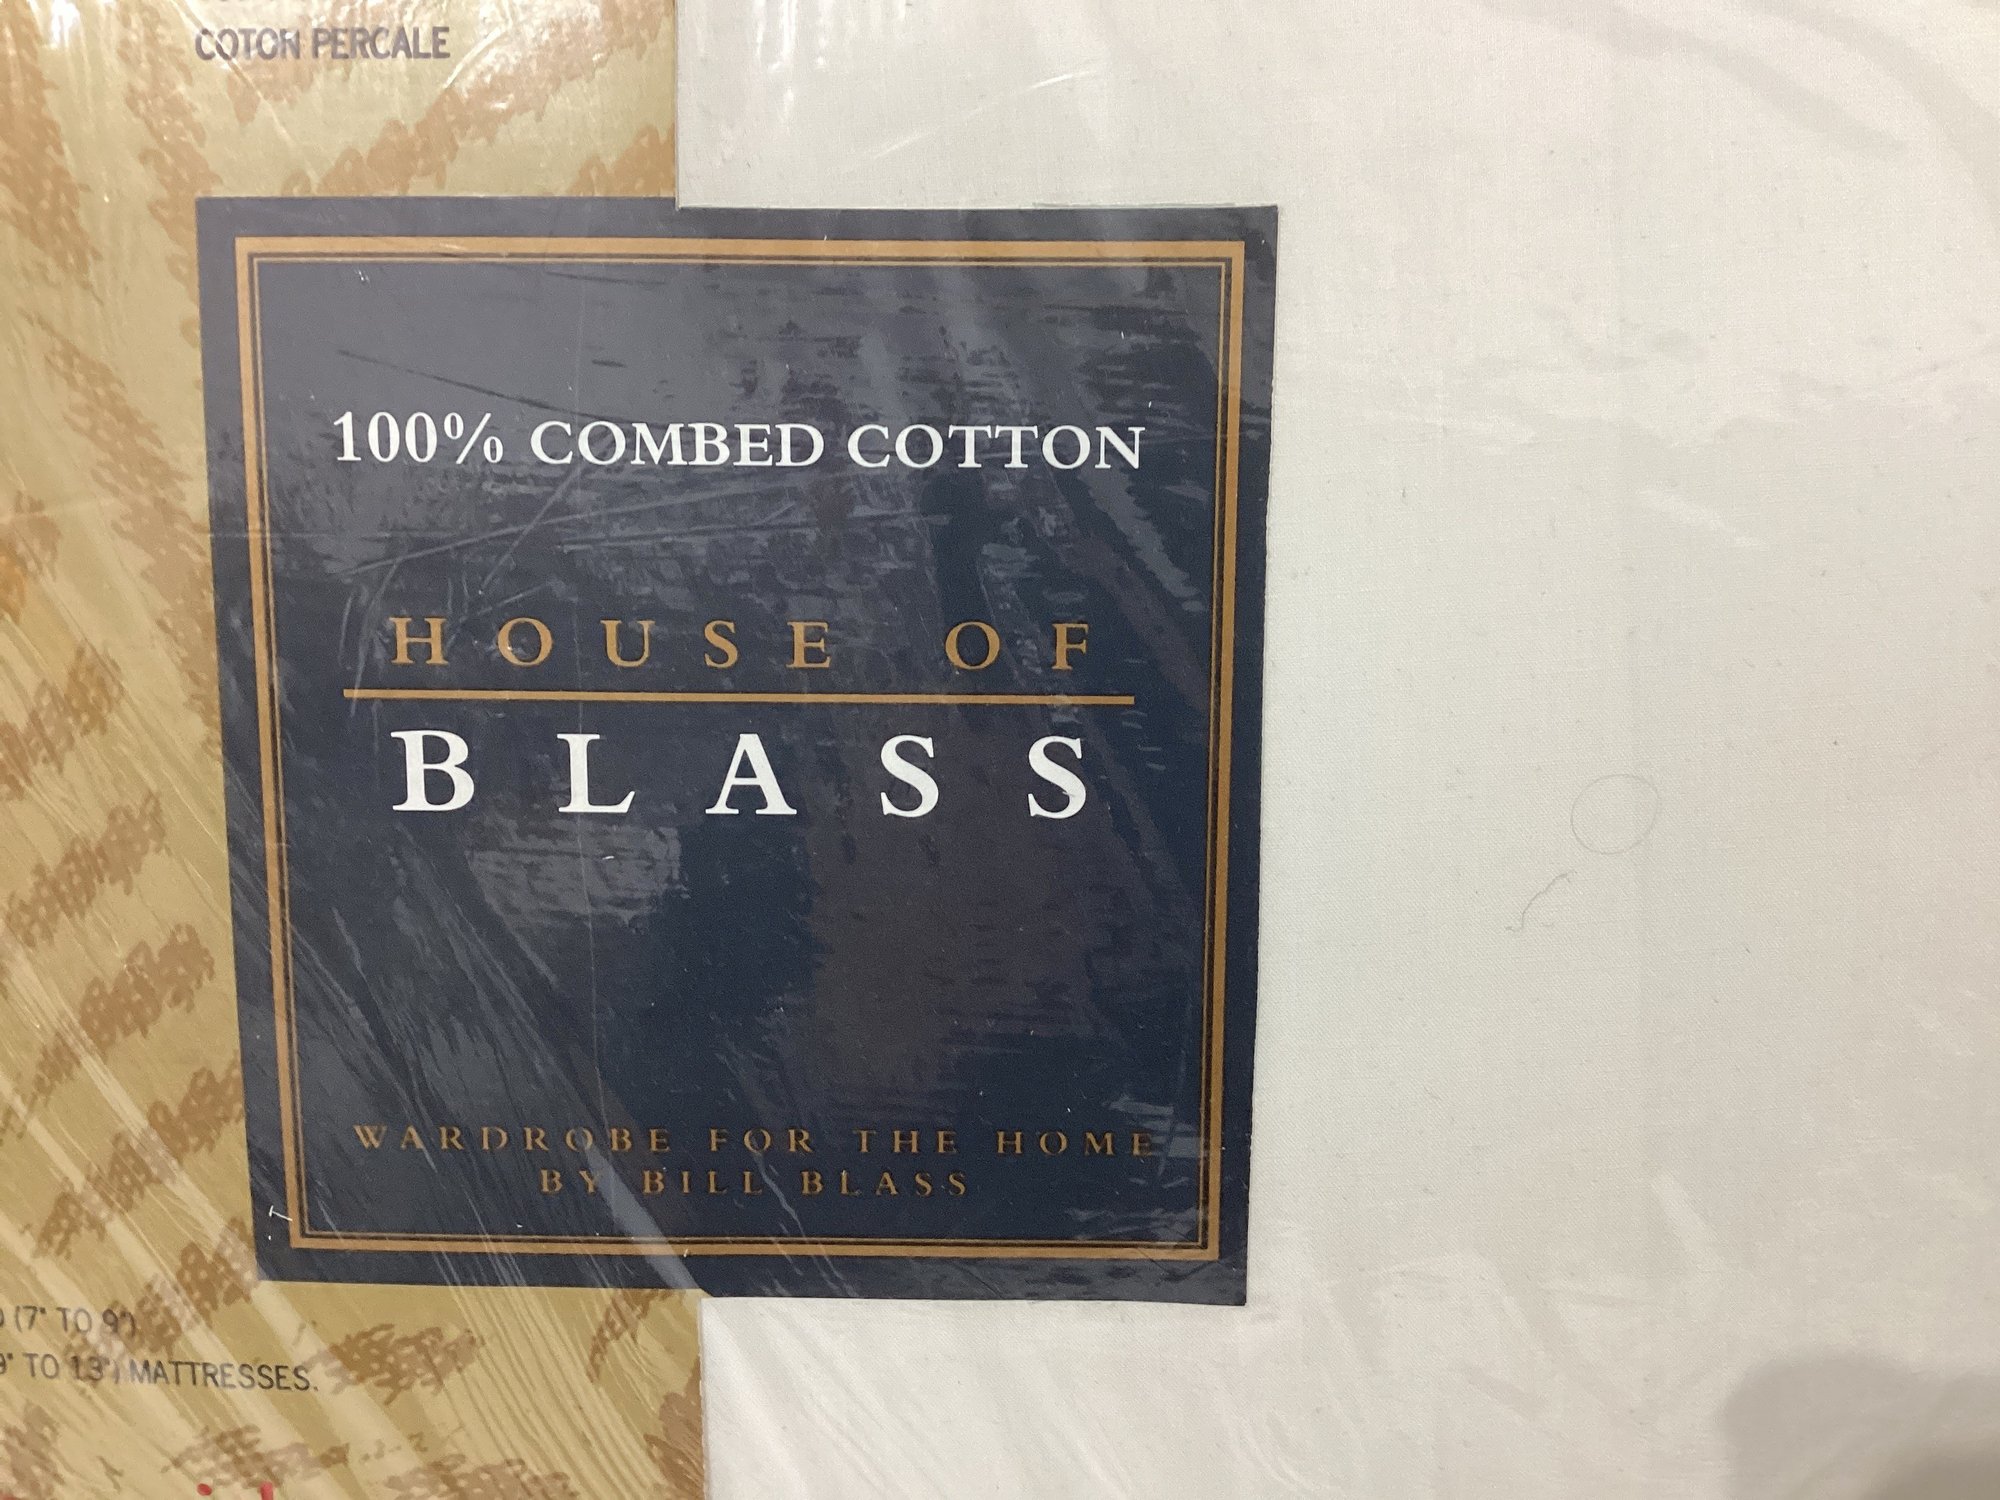 COTON PERCALE
100% COMBED COTTON
HOUSE OF
BLASS
WARDROBE FOR THE HOME
BY BILL BLASS
(7" TO 9")
9" TO 13") MATTRESSES.